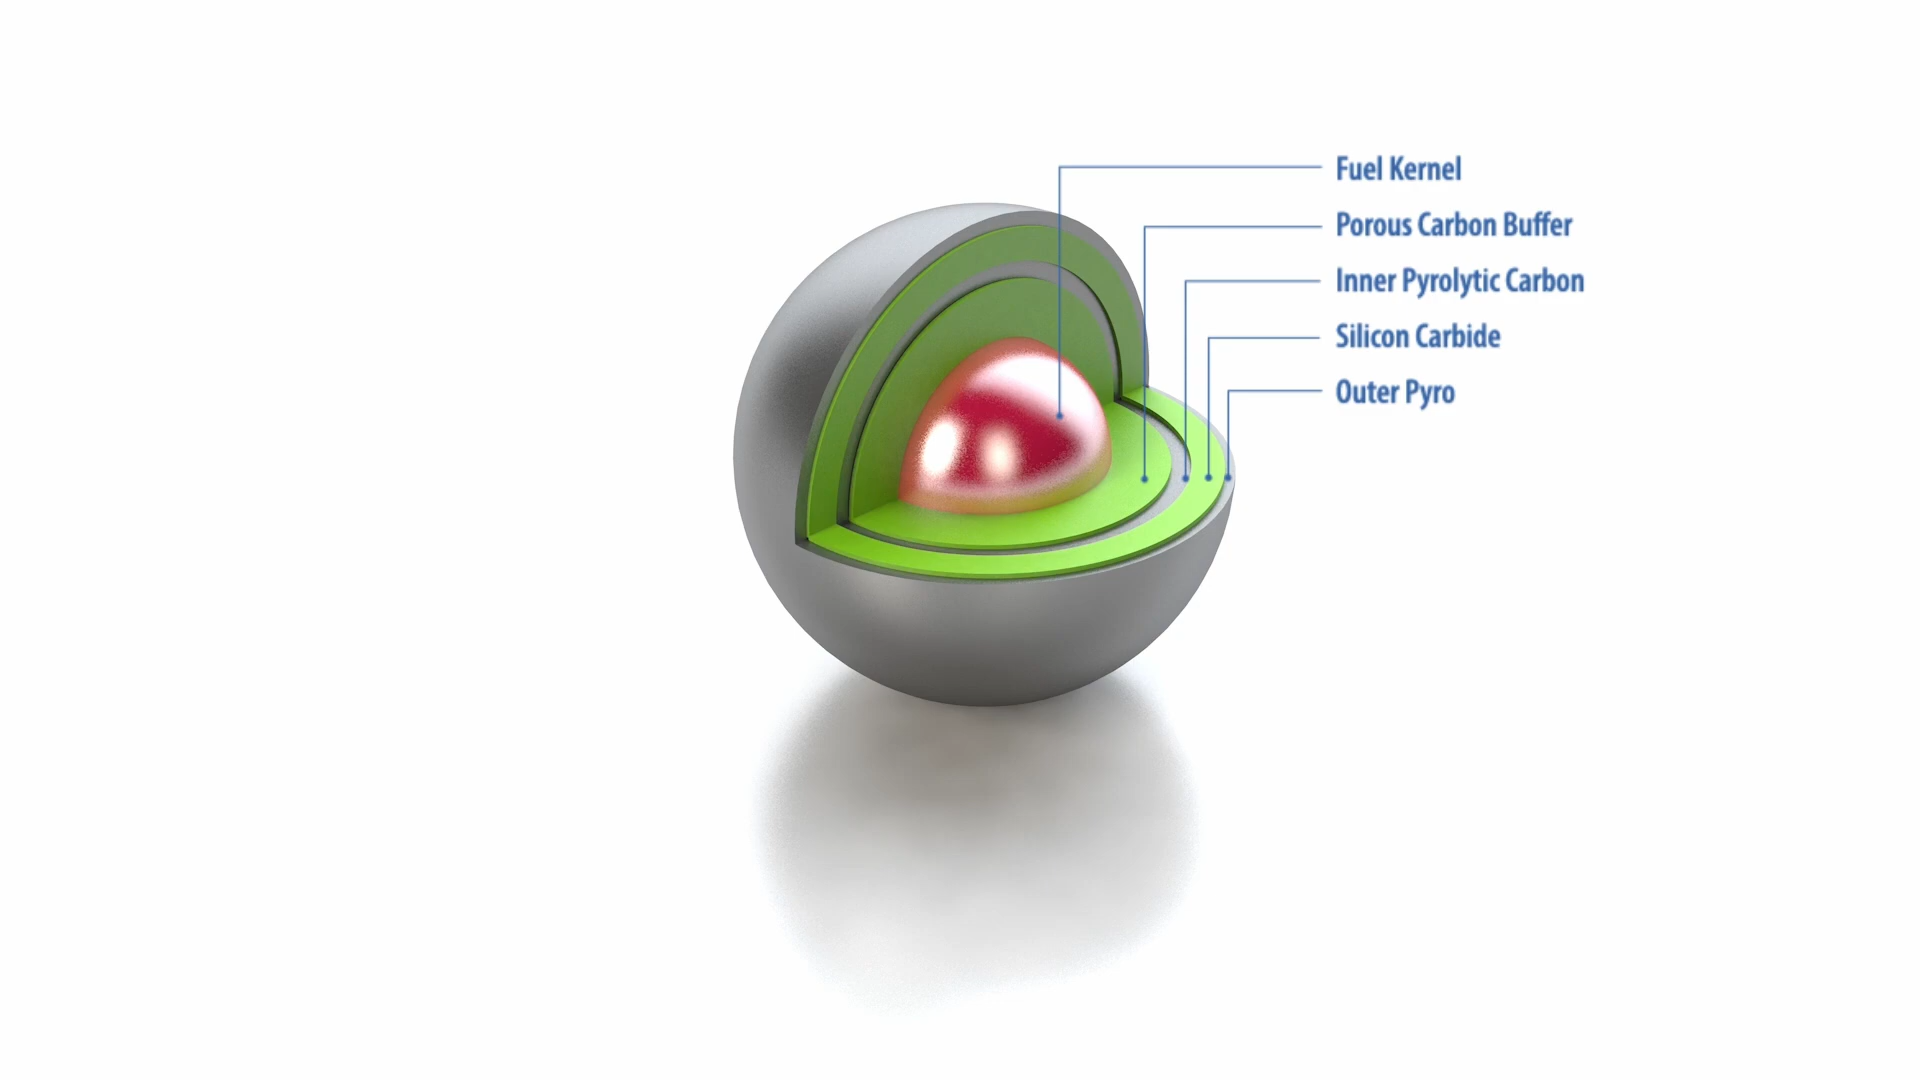 Fuel Kernel
Porous Carbon Buffer
Inner Pyrolytic Carbon
Silicon Carbide
Outer Pyro